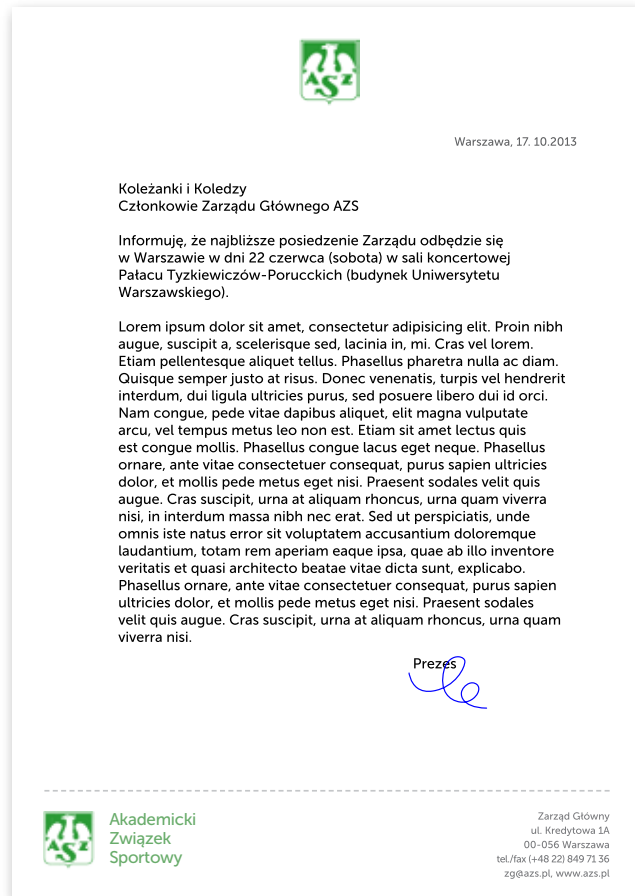 AZS
Warszawa, 17. 10.2013
Koleżanki i Koledzy
Członkowie Zarządu Głównego AZS
Informuję, że najbliższe posiedzenie Zarządu odbędzie się
w Warszawie w dni 22 czerwca (sobota) w sali koncertowej
Pałacu Tyzkiewiczów-Porucckich (budynek Uniwersytetu
Warszawskiego).
Lorem ipsum dolor sit amet, consectetur adipisicing elit. Proin nibh
augue, suscipit a, scelerisque sed, lacinia in, mi. Cras vel lorem.
Etiam pellentesque aliquet tellus. Phasellus pharetra nulla ac diam.
Quisque semper justo at risus. Donec venenatis, turpis vel hendrerit
interdum, dui ligula ultricies purus, sed posuere libero dui id orci.
Nam congue, pede vitae dapibus aliquet, elit magna vulputate
arcu, vel tempus metus leo non est. Etiam sit amet lectus quis
est congue mollis. Phasellus congue lacus eget neque. Phasellus
ornare, ante vitae consectetuer consequat, purus sapien ultricies
dolor, et mollis pede metus eget nisi. Praesent sodales velit quis
augue. Cras suscipit, urna at aliquam rhoncus, urna quam viverra
nisi, in interdum massa nibh nec erat. Sed ut perspiciatis, unde
omnis iste natus error sit voluptatem accusantium doloremque
laudantium, totam rem aperiam eaque ipsa, quae ab illo inventore
veritatis et quasi architecto beatae vitae dicta sunt, explicabo.
Phasellus ornare, ante vitae consectetuer consequat, purus sapien
ultricies dolor, et mollis pede metus eget nisi. Praesent sodales
velit quis augue. Cras suscipit, urna at aliquam rhoncus, urna quam
viverra nisi.
Prezes
AZS
Akademicki
Związek
Sportowy
Zarząd Główny
ul. Kredytowa 1A
00-056 Warszawa
tel./fax (+48 22) 849 71 36
zg@azs.pl, www.azs.pl